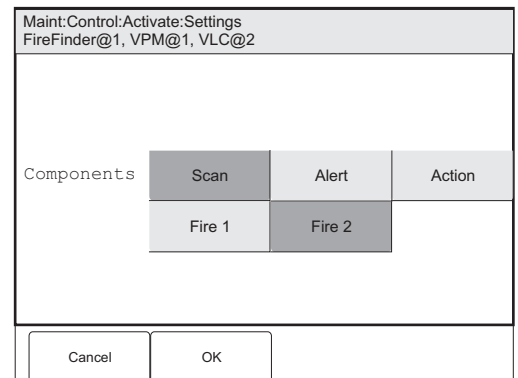 Maint:Control:Activate:Settings
FireFinder@1, VPM@1, VLC@2
Components Scan Alert Action
Fire 1 Fire 2
Cancel OK